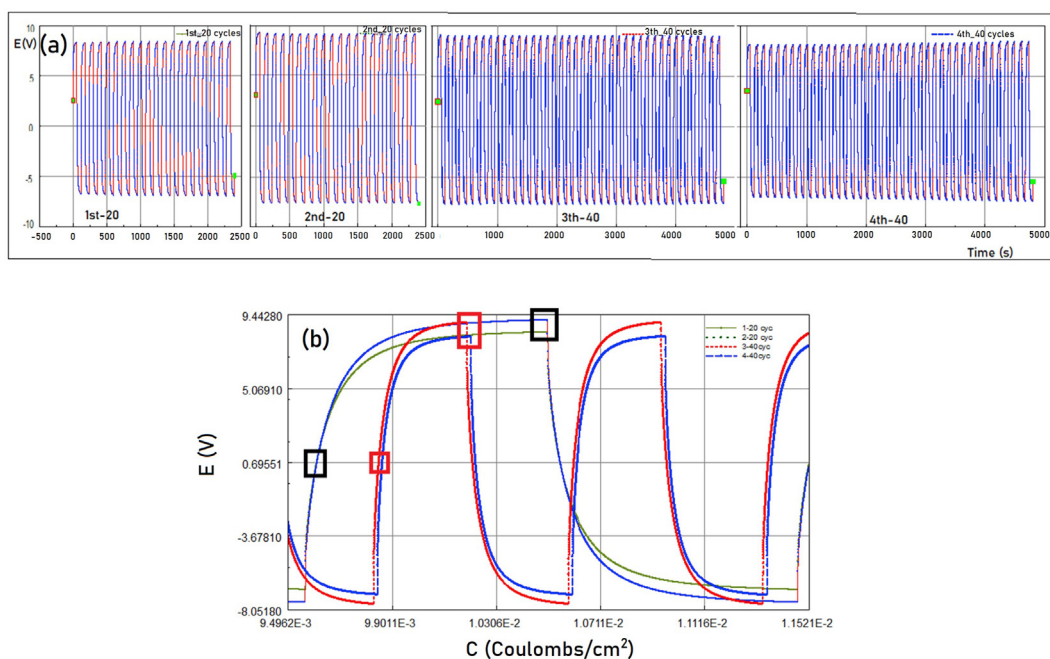 (a)
E(V)
1st_20 cycles
2nd_20 cycles
3th_40 cycles
4th_40 cycles
10
5
0
-5
-10
1st-20
2nd-20
3th-40
4th-40
-500 0 500 1000 1500 2000 2500
0 500 1000 1500 2000 2500
0 1000 2000 3000 4000 5000
0 1000 2000 3000 4000 5000
Time (s)
(b)
9.44280
5.06910
0.69551
-3.67810
-8.05180
E (V)
1-20 cyc
2-20 cyc
3-40cyc
4-40cyc
9.4962E-3 9.9011E-3 1.0306E-2 1.0711E-2 1.1116E-2 1.1521E-2
C (Coulombs/cm²)